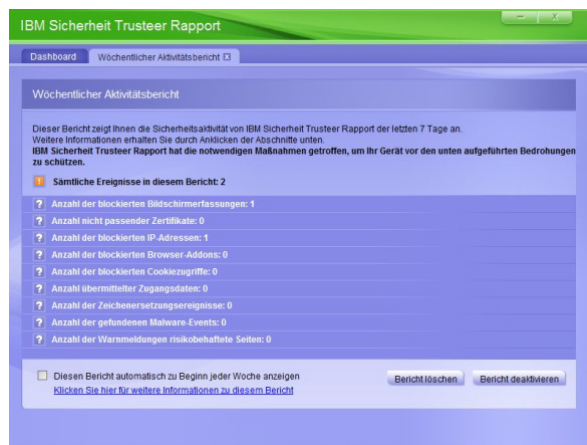 IBM Sicherheit Trusteer Rapport
Dashboard
Wöchentlicher Aktivitätsbericht
Wöchentlicher Aktivitätsbericht
Dieser Bericht zeigt Ihnen die Sicherheitsaktivität von IBM Sicherheit Trusteer Rapport der letzten 7 Tage an.
Weitere Informationen erhalten Sie durch Anklicken der Abschnitte unten.
IBM Sicherheit Trusteer Rapport hat die notwendigen Maßnahmen getroffen, um Ihr Gerät vor den unten aufgeführten Bedrohungen
zu schützen.
! Sämtliche Ereignisse in diesem Bericht: 2
? Anzahl der blockierten Bildschirmerfassungen: 1
? Anzahl nicht passender Zertifikate: 0
? Anzahl der blockierten IP-Adressen: 1
? Anzahl der blockierten Browser-Addons: 0
? Anzahl der blockierten Cookiezugriffe: 0
? Anzahl übermittelter Zugangsdaten: 0
? Anzahl der Zeichenersetzungsereignisse: 0
? Anzahl der gefundenen Malware-Events: 0
? Anzahl der Warnmeldungen risikobehaftete Seiten: 0
Diesen Bericht automatisch zu Beginn jeder Woche anzeigen
Klicken Sie hier für weitere Informationen zu diesem Bericht
Bericht löschen
Bericht deaktivieren